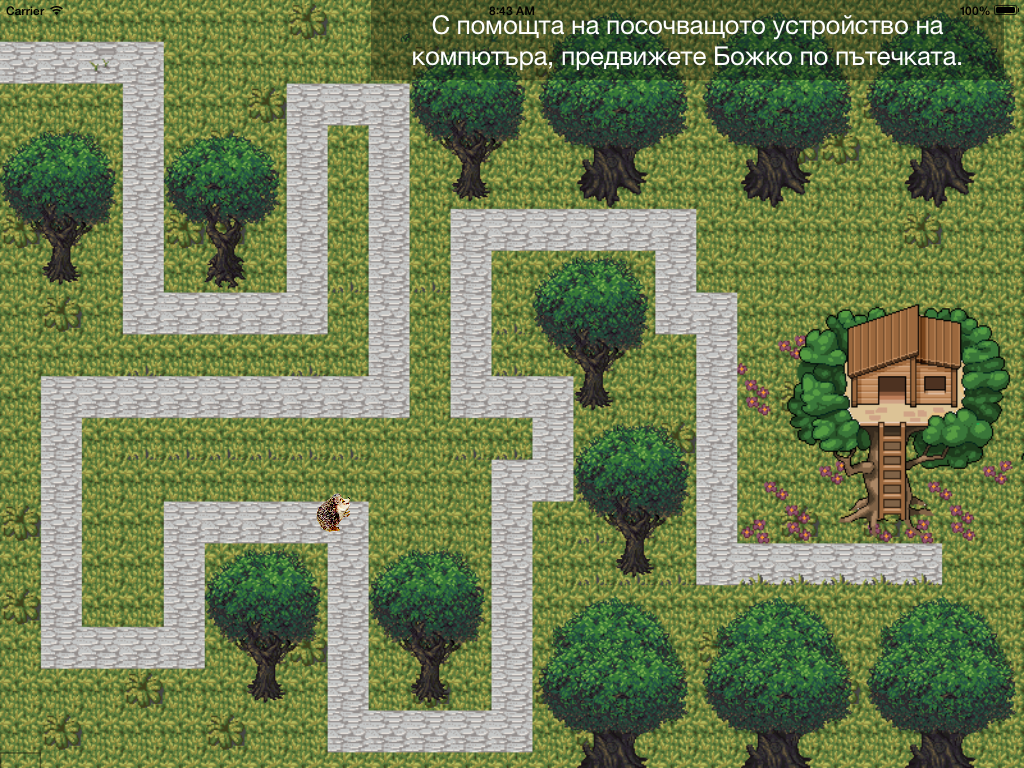 Carrier 8:43 AM 100%
С помощта на посочващото устройство на
компютъра, предвижете Божко по пътечката.